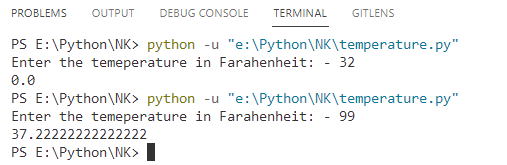 PROBLEMS OUTPUT DEBUG CONSOLE TERMINAL GITLENS
PS E:\Python\NK> python -u "e:\Python\NK\temperature.py"
Enter the temeperature in Farahenheit: - 32
0.0
PS E:\Python\NK> python -u "e:\Python\NK\temperature.py"
Enter the temeperature in Farahenheit: - 99
37.22222222222222
PS E:\Python\NK>